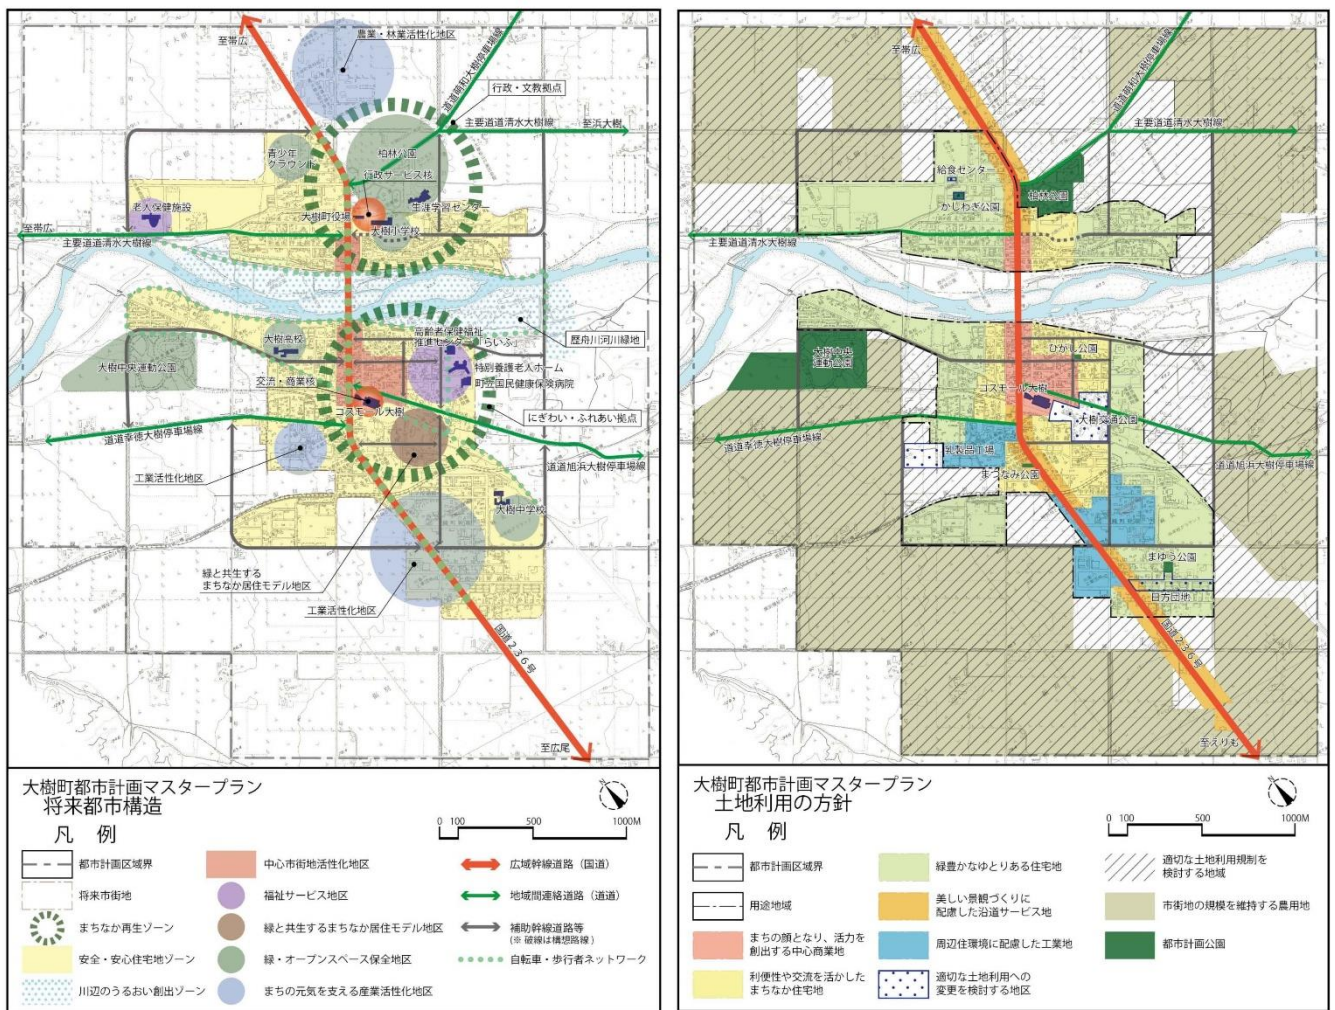 至帯広
農業・林業活性化地区
道道萌和大樹停車場線
行政・文教拠点
主要道道清水大樹線
至浜大樹
青少年
グラウンド
柏林公園
行政サービス核
老人保健施設
生涯学習センター
大樹町役場
大樹小学校
至帯広
主要道道清水大樹線
歴舟川河川緑地
大樹高校
高齢者保健福祉
推進センター「らいふ」
大樹中央運動公園
特別養護老人ホーム
町立国民健康保険病院
交流・商業核
コスモール大樹
にぎわい・ふれあい拠点
道道幸徳大樹停車場線
道道旭浜大樹停車場線
工業活性化地区
大樹中学校
緑と共生する
まちなか居住モデル地区
工業活性化地区
国道236号
至広尾
大樹町都市計画マスタープラン
将来都市構造
凡 例
0 100 500 1000M
都市計画区域界
将来市街地
まちなか再生ゾーン
安全・安心住宅地ゾーン
川辺のうるおい創出ゾーン
中心市街地活性化地区
福祉サービス地区
緑と共生するまちなか居住モデル地区
緑・オープンスペース保全地区
まちの元気を支える産業活性化地区
広域幹線道路（国道）
地域間連絡道路（道道）
補助幹線道路等
(※ 破線は構想路線)
自転車・歩行者ネットワーク
至帯広
道道萌和大樹停車場線
主要道道清水大樹線
給食センター
柏林公園
かしわぎ公園
主要道道清水大樹線
ひがし公園
大樹中央
運動公園
コスモール大樹
大樹交通公園
道道幸徳大樹停車場線
乳製品工場
道道旭浜大樹停車場線
まつなみ公園
まゆう公園
日方団地
国道236号
至えりも
大樹町都市計画マスタープラン
土地利用の方針
凡 例
0 100 500 1000M
都市計画区域界
用途地域
まちの顔となり、活力を
創出する中心商業地
利便性や交流を活かした
まちなか住宅地
緑豊かなゆとりある住宅地
美しい景観づくりに
配慮した沿道サービス地
周辺住環境に配慮した工業地
適切な土地利用への
変更を検討する地区
適切な土地利用規制を
検討する地域
市街地の規模を維持する農用地
都市計画公園